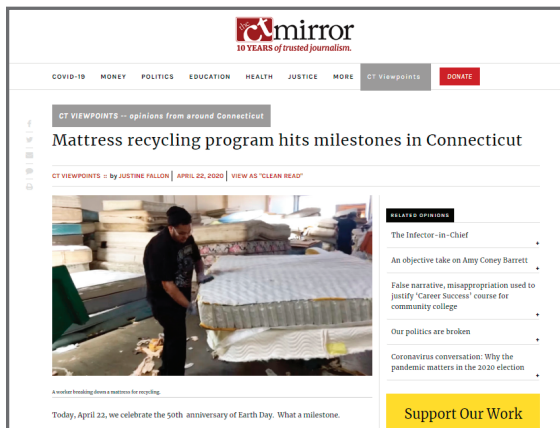 the ctmirror
10 YEARS of trusted journalism.
COVID-19 MONEY POLITICS EDUCATION HEALTH JUSTICE MORE CT Viewpoints DONATE
CT VIEWPOINTS -- opinions from around Connecticut
Mattress recycling program hits milestones in Connecticut
CT VIEWPOINTS :: by JUSTINE FALLON | APRIL 22, 2020 | VIEW AS "CLEAN READ"
RELATED OPINIONS
The Infector-in-Chief
An objective take on Amy Coney Barrett
False narrative, misappropriation used to
justify 'Career Success' course for
community college
Our politics are broken
Coronavirus conversation: Why the
pandemic matters in the 2020 election
A worker breaking down a mattress for recycling.
Today, April 22, we celebrate the 50th anniversary of Earth Day. What a milestone.
Support Our Work